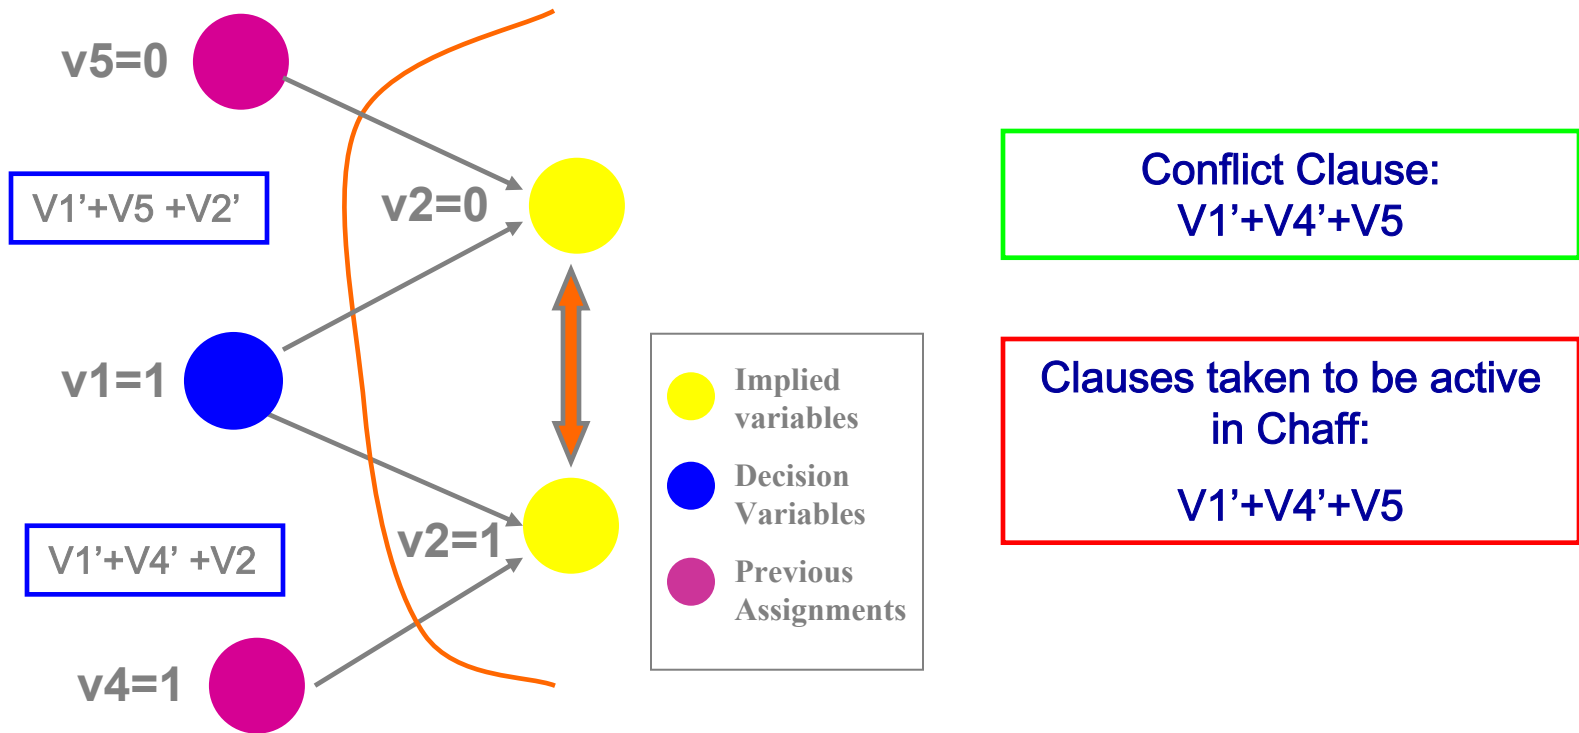 v5=0
V1’+V5 +V2’
v2=0
v1=1
v2=1
V1’+V4’ +V2
v4=1
Implied
variables
Decision
Variables
Previous
Assignments
Conflict Clause:
V1’+V4’+V5
Clauses taken to be active
in Chaff:
V1’+V4’+V5